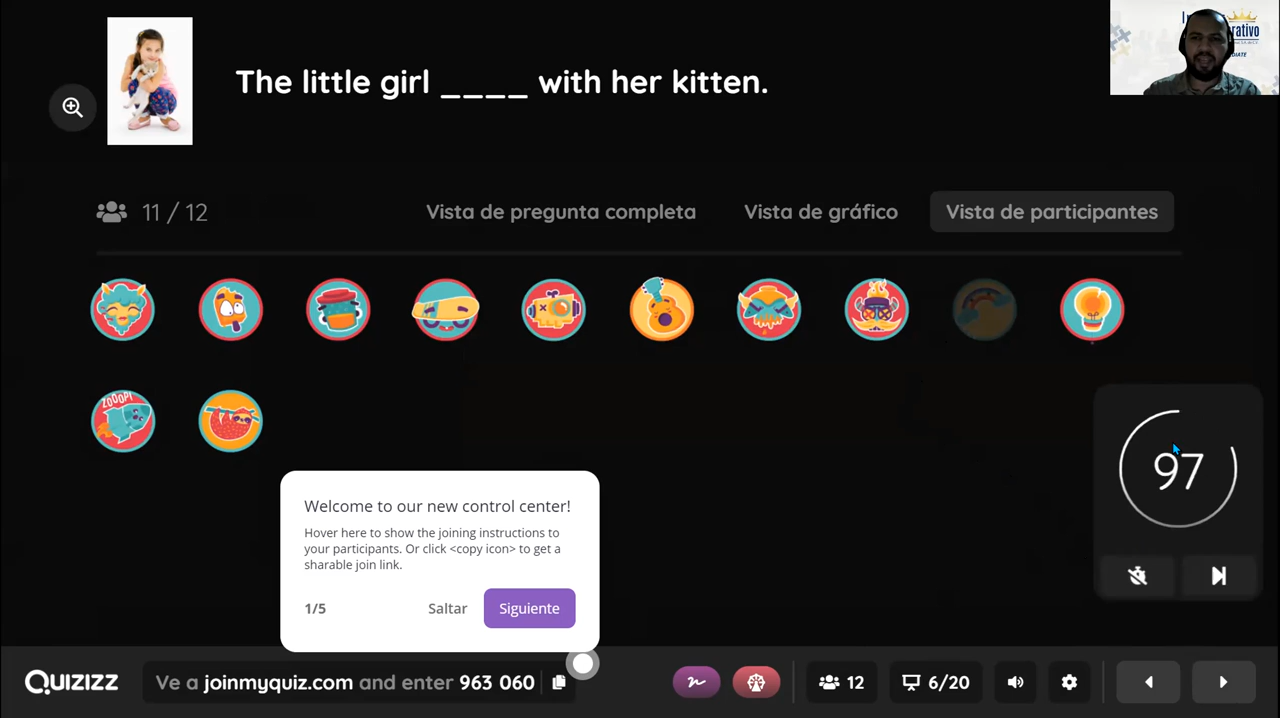 The little girl ____ with her kitten.
11 / 12
Vista de pregunta completa
Vista de gráfico
Vista de participantes
ZOOOP!
97
Welcome to our new control center!
Hover here to show the joining instructions to
your participants. Or click <copy icon> to get a
sharable join link.
1/5
Saltar
Siguiente
QUIZIZZ
Ve a joinmyquiz.com and enter 963 060
12
6/20